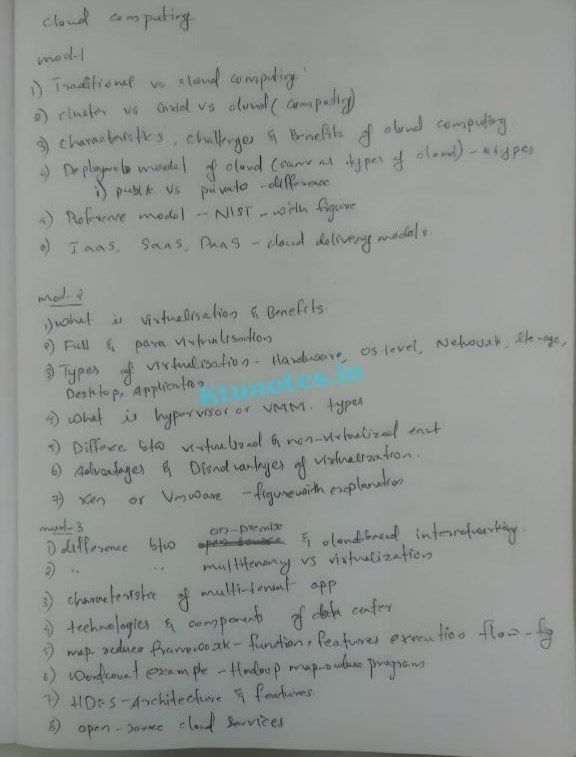 Cloud computing
mod-1
1) Traditional vs cloud computing
2) cluster vs Grid vs cloud (computing)
3) characteristics, challenges & Benefits of cloud computing
4) Deployment model of cloud (same as types of cloud) - 4 types
i) public vs private - difference
5) Reference model - NIST - with figure
6) IaaS, SaaS, PaaS - cloud delivery models
mod-2
1) What is virtualisation & Benefits.
2) Full & para virtualisation
3) Types of virtualisation - Hardware, OS level, Network, Storage,
Desktop, Application
Ktunotes.in
4) What is hypervisor or VMM. types
5) Differe btw virtualized & non-virtualized
6) Advantages & Disadvantages of virtualization.
7) Xen or Vmware - figure with explanation
mod-3
on-premise
1) difference btw & cloud-based internetworking.
2) " " multitenancy vs virtualization
3) characteristic of multi-tenant app
4) technologies & components of data center
5) map reduce framework - function, features execution flow - fig
6) Wordcount example - Hadoop map-reduce program
7) HDFS - Architecture & features.
8) open-source cloud services